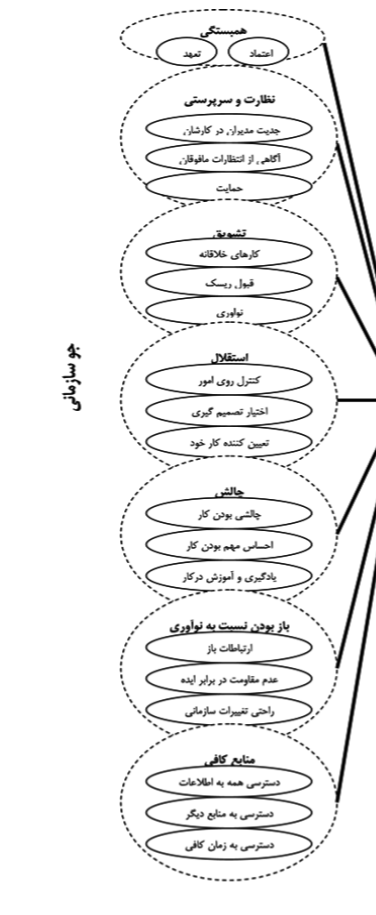 همبستگی
اعتماد
تعهد
نظارت و سرپرستی
جدیت مدیران در کارشان
آگاهی از انتظارات مافوقان
حمایت
تشویق
کارهای خلاقانه
قبول ریسک
نوآوری
استقلال
کنترل روی امور
اختیار تصمیم گیری
تعیین کننده کار خود
چالش
چالشی بودن کار
احساس مهم بودن کار
یادگیری و آموزش درکار
باز بودن نسبت به نوآوری
ارتباطات باز
عدم مقاومت در برابر ایده
راحتی تغییرات سازمانی
منابع کافی
دسترسی همه به اطلاعات
دسترسی به منابع دیگر
دسترسی به زمان کافی
جو سازمانی